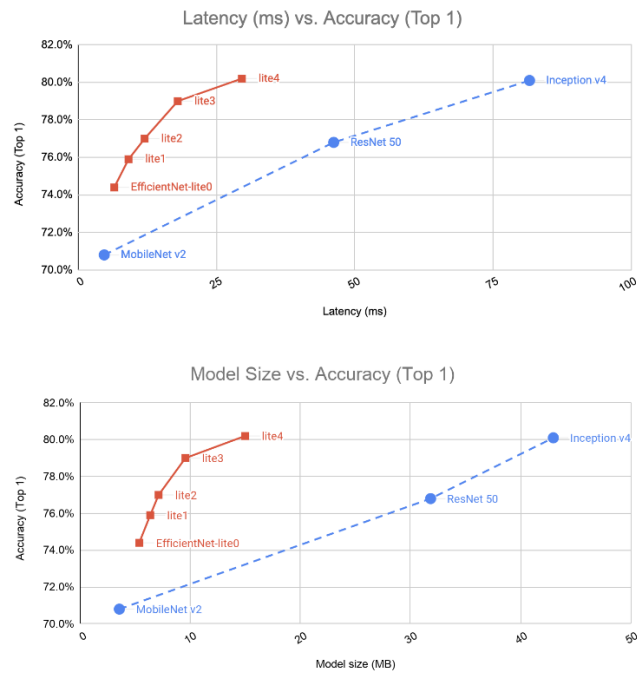 Latency (ms) vs. Accuracy (Top 1)
82.0%
80.0%
78.0%
76.0%
74.0%
72.0%
70.0%
Accuracy (Top 1)
lite4
Inception v4
lite3
lite2
ResNet 50
lite1
EfficientNet-lite0
MobileNet v2
0
25
50
75
100
Latency (ms)
Model Size vs. Accuracy (Top 1)
82.0%
80.0%
78.0%
76.0%
74.0%
72.0%
70.0%
Accuracy (Top 1)
lite4
Inception v4
lite3
lite2
ResNet 50
lite1
EfficientNet-lite0
MobileNet v2
0
10
20
30
40
50
Model size (MB)